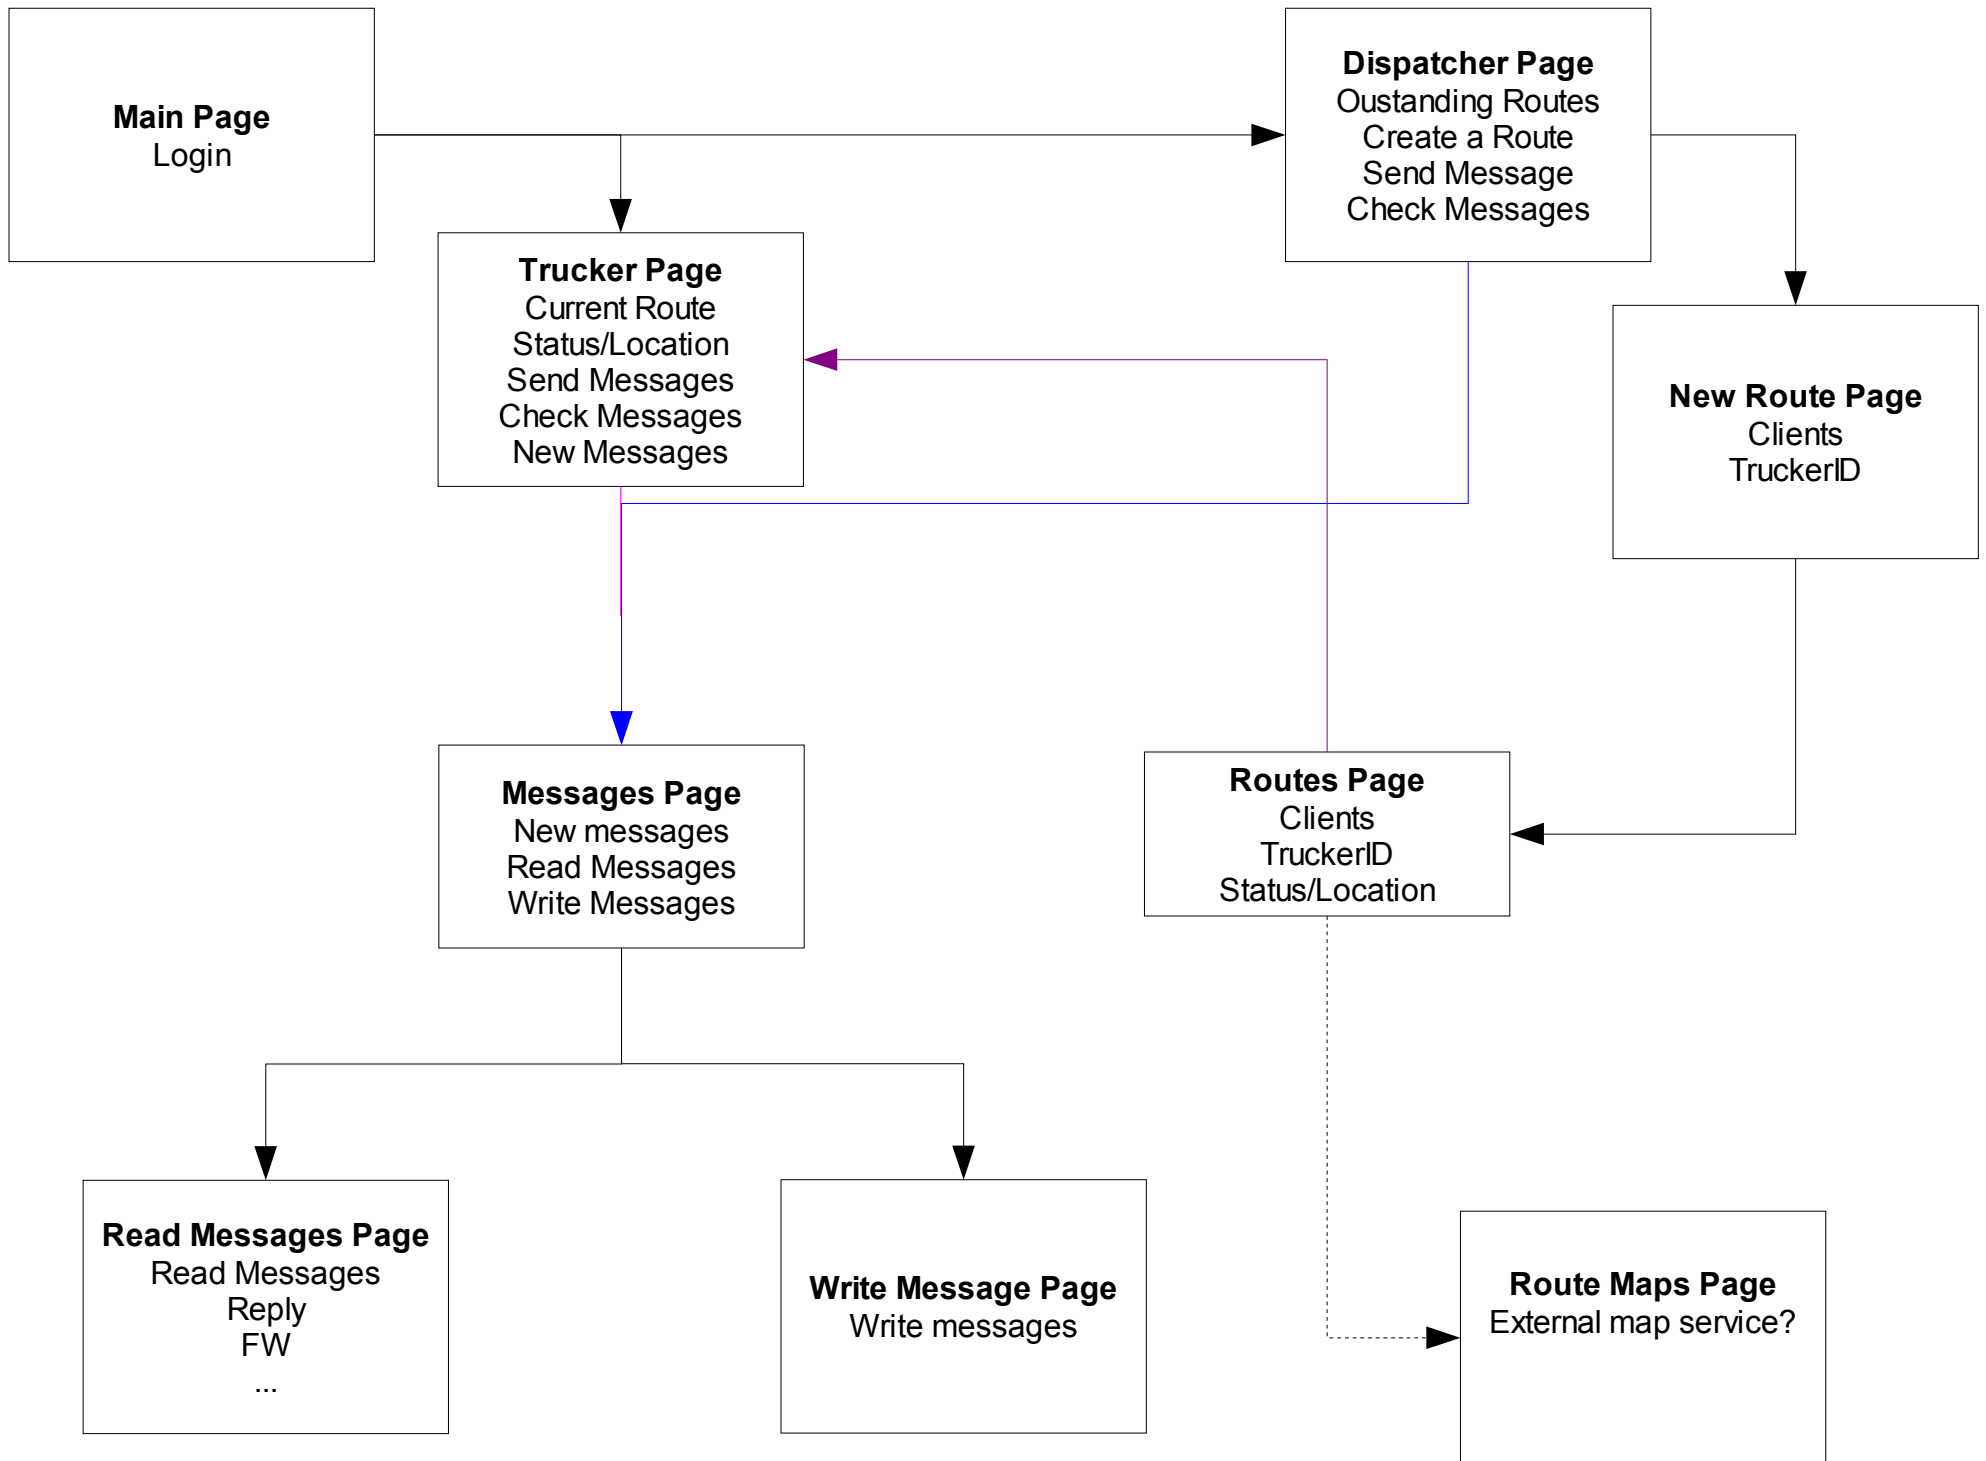 Main Page
Login
Dispatcher Page
Oustanding Routes
Create a Route
Send Message
Check Messages
Trucker Page
Current Route
Status/Location
Send Messages
Check Messages
New Messages
New Route Page
Clients
TruckerID
Messages Page
New messages
Read Messages
Write Messages
Routes Page
Clients
TruckerID
Status/Location
Read Messages Page
Read Messages
Reply
FW
...
Write Message Page
Write messages
Route Maps Page
External map service?